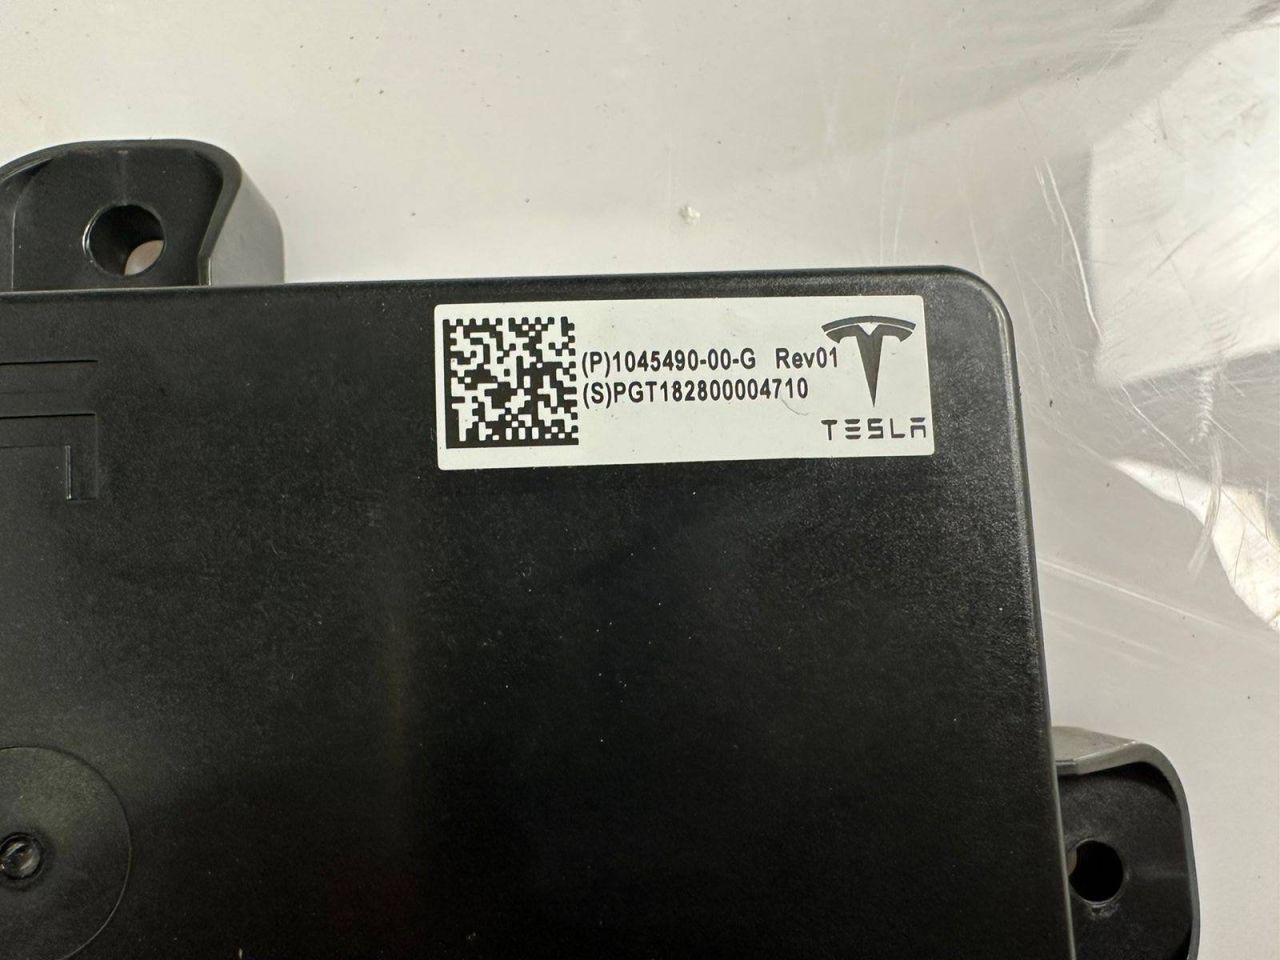 (P)1045490-00-G Rev01
(S)PGT182800004710
TESLA